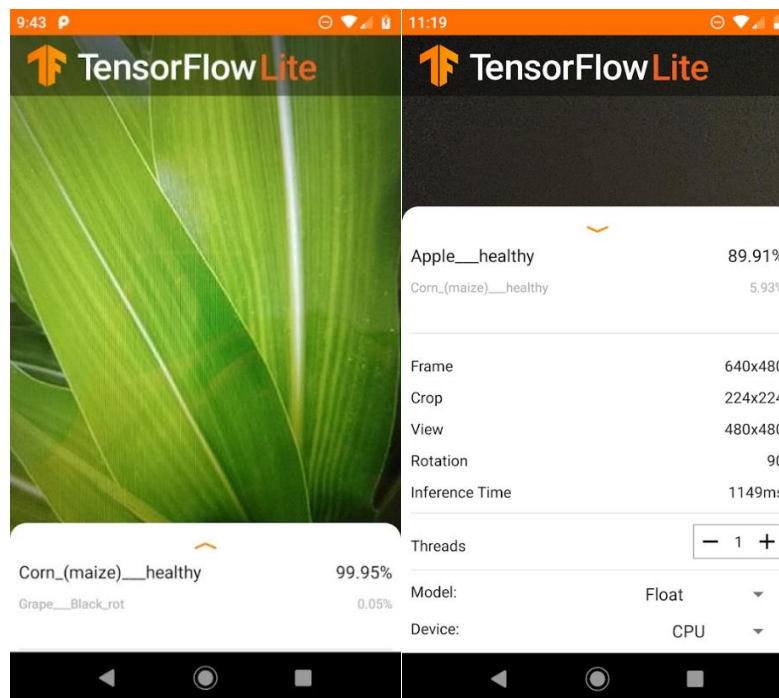 9:43
TensorFlow Lite
Corn_(maize)___healthy 99.95%
Grape___Black_rot 0.05%
11:19
TensorFlow Lite
Apple___healthy 89.91%
Corn_(maize)___healthy 5.93%
Frame 640x480
Crop 224x224
View 480x480
Rotation 90
Inference Time 1149ms
Threads 1
Model: Float
Device: CPU